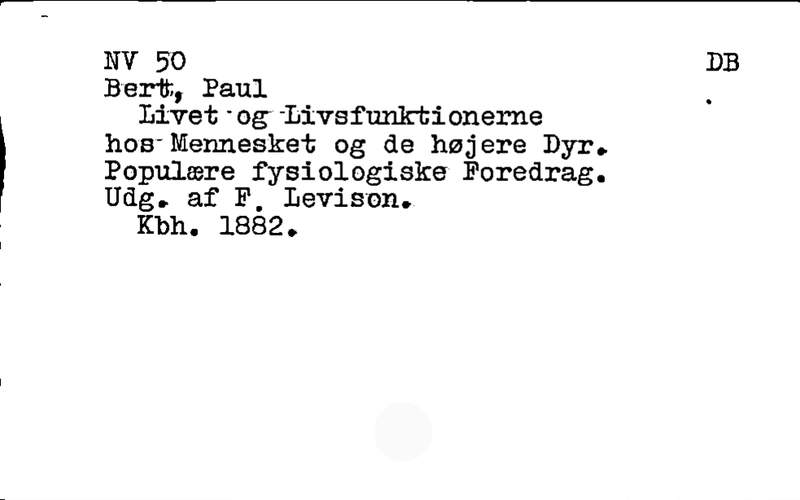 NV 50 DB
Bert, Paul
Livet og Livsfunktionerne
hos Mennesket og de højere Dyr.
Populære fysiologiske Foredrag.
Udg. af F. Levison.
Kbh. 1882.